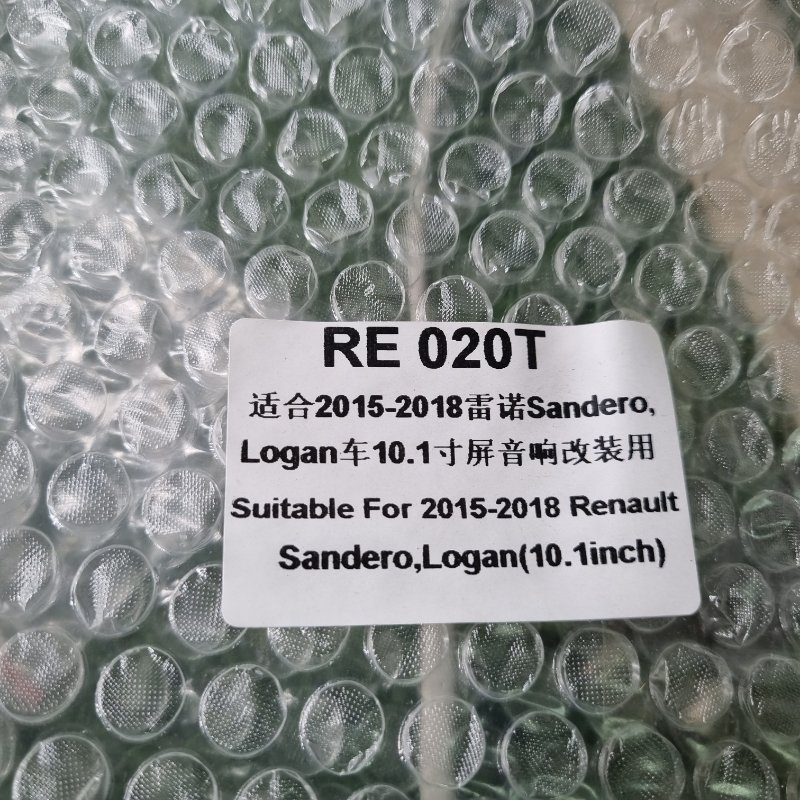 RE 020T
适合2015-2018雷诺Sandero,
Logan车10.1寸屏音响改装用
Suitable For 2015-2018 Renault
Sandero,Logan(10.1inch)